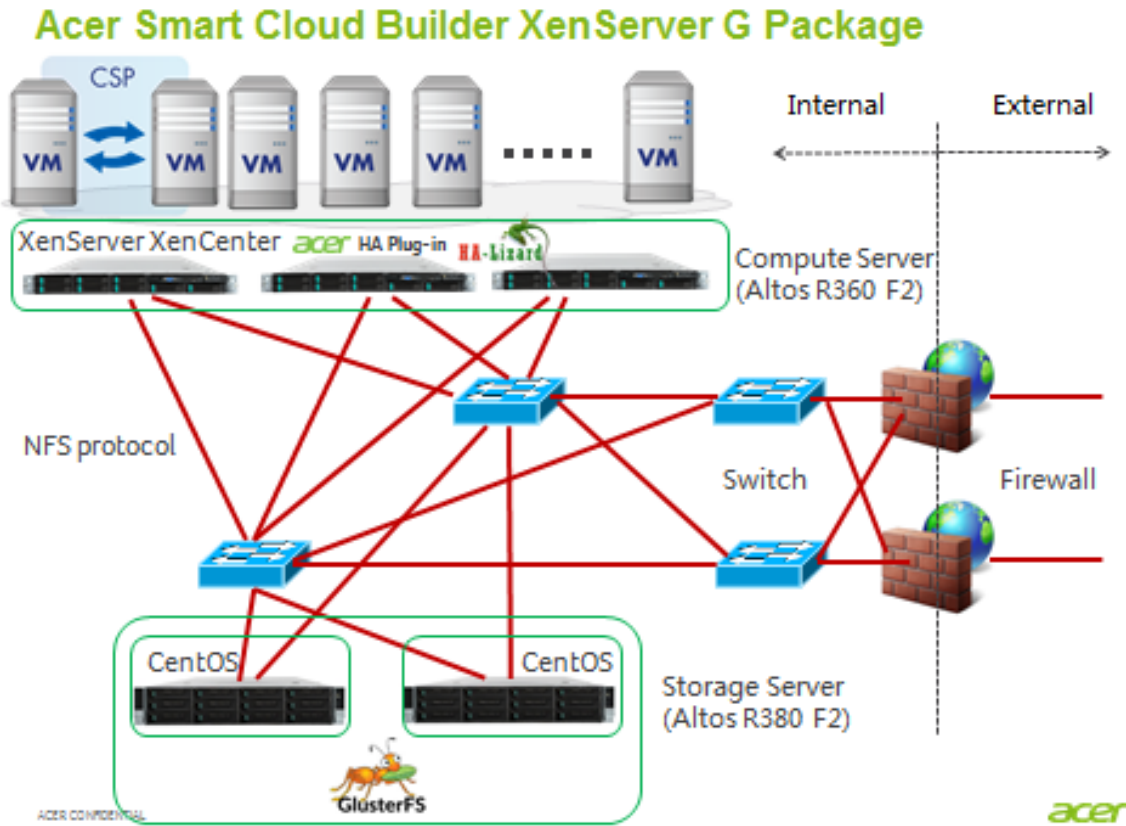 Acer Smart Cloud Builder XenServer G Package
CSP
Internal
External
VM
VM
VM
VM
VM
VM
XenServer XenCenter
acer HA Plug-in
HA-Lizard
Compute Server
(Altos R360 F2)
NFS protocol
Switch
Firewall
CentOS
CentOS
Storage Server
(Altos R380 F2)
GlusterFS
ACER CONFIDENTIAL
acer